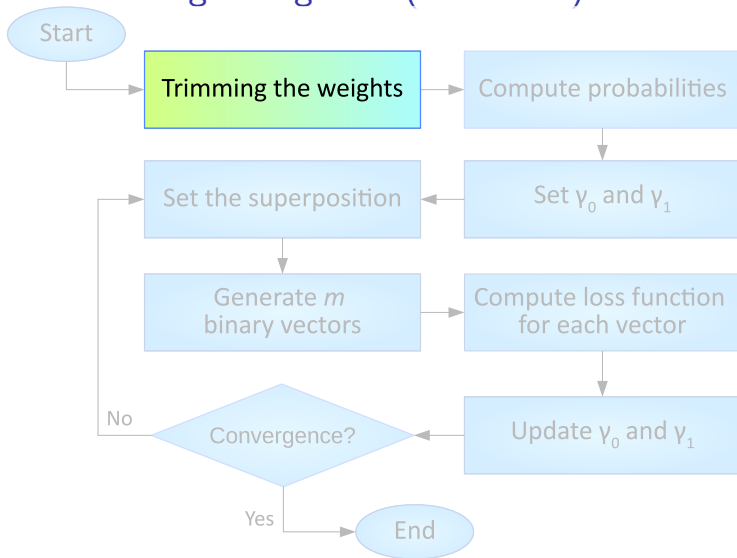 Start
Trimming the weights
Compute probabilities
Set the superposition
Set γ₀ and γ₁
Generate m
binary vectors
Compute loss function
for each vector
No
Convergence?
Update γ₀ and γ₁
Yes
End